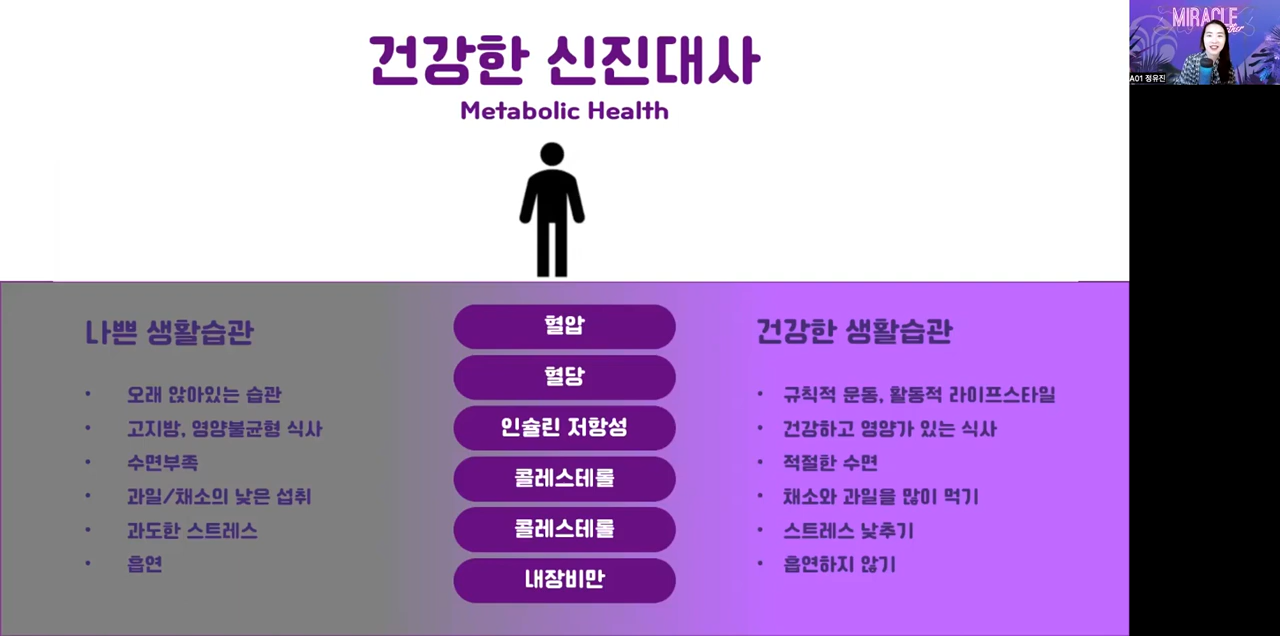 건강한 신진대사
Metabolic Health
나쁜 생활습관
오래 앉아있는 습관
고지방, 영양불균형 식사
수면부족
과일/채소의 낮은 섭취
과도한 스트레스
흡연
혈압
혈당
인슐린 저항성
콜레스테롤
콜레스테롤
내장비만
건강한 생활습관
규칙적 운동, 활동적 라이프스타일
건강하고 영양가 있는 식사
적절한 수면
채소와 과일을 많이 먹기
스트레스 낮추기
흡연하지 않기
MIRACLE
A01 정유진